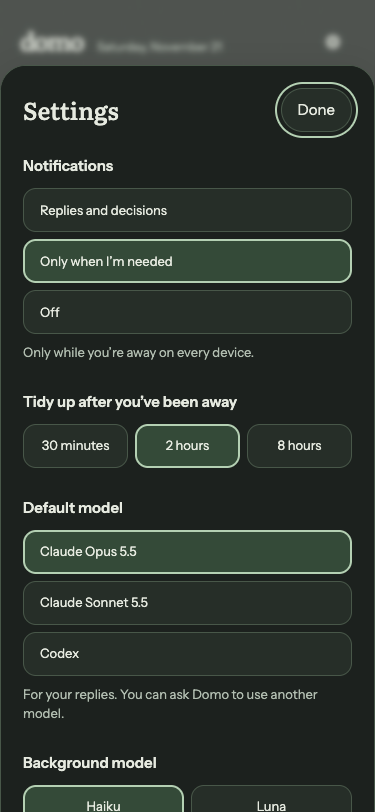 domo Saturday, November 21
Settings
Done
Notifications
Replies and decisions
Only when I'm needed
Off
Only while you're away on every device.
Tidy up after you've been away
30 minutes
2 hours
8 hours
Default model
Claude Opus 5.5
Claude Sonnet 5.5
Codex
For your replies. You can ask Domo to use another
model.
Background model
Haiku
Luna